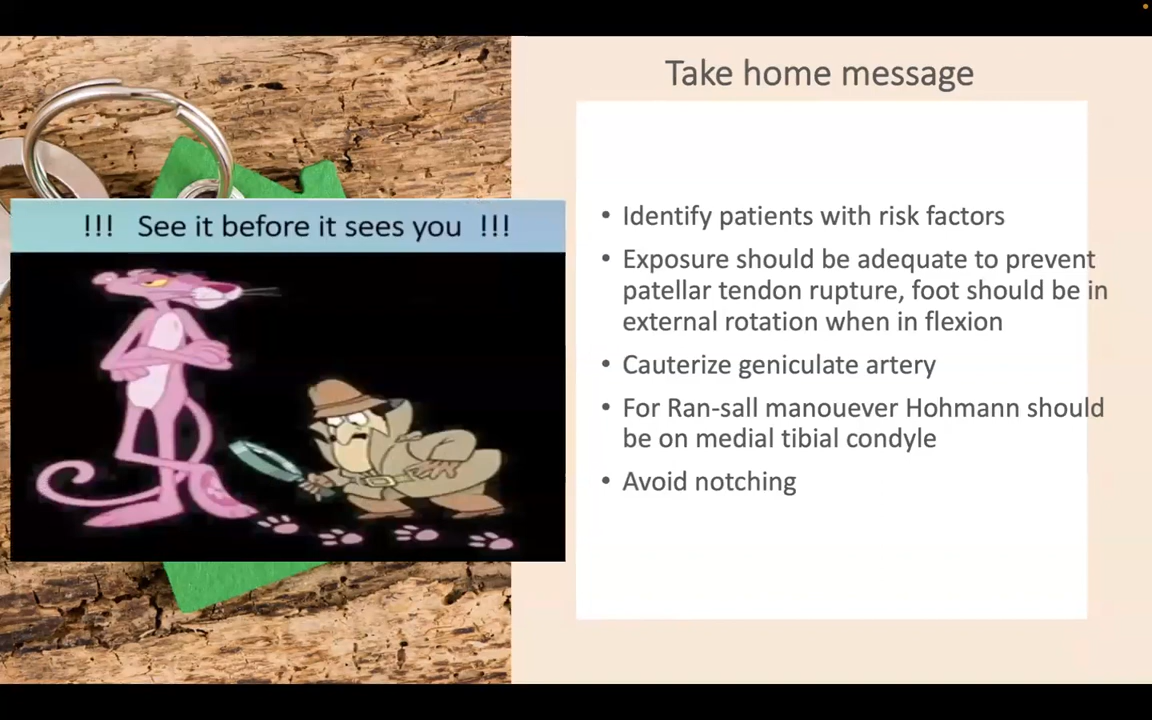 Take home message
!!! See it before it sees you !!!
• Identify patients with risk factors
• Exposure should be adequate to prevent
patellar tendon rupture, foot should be in
external rotation when in flexion
• Cauterize geniculate artery
• For Ran-sall manouever Hohmann should
be on medial tibial condyle
• Avoid notching